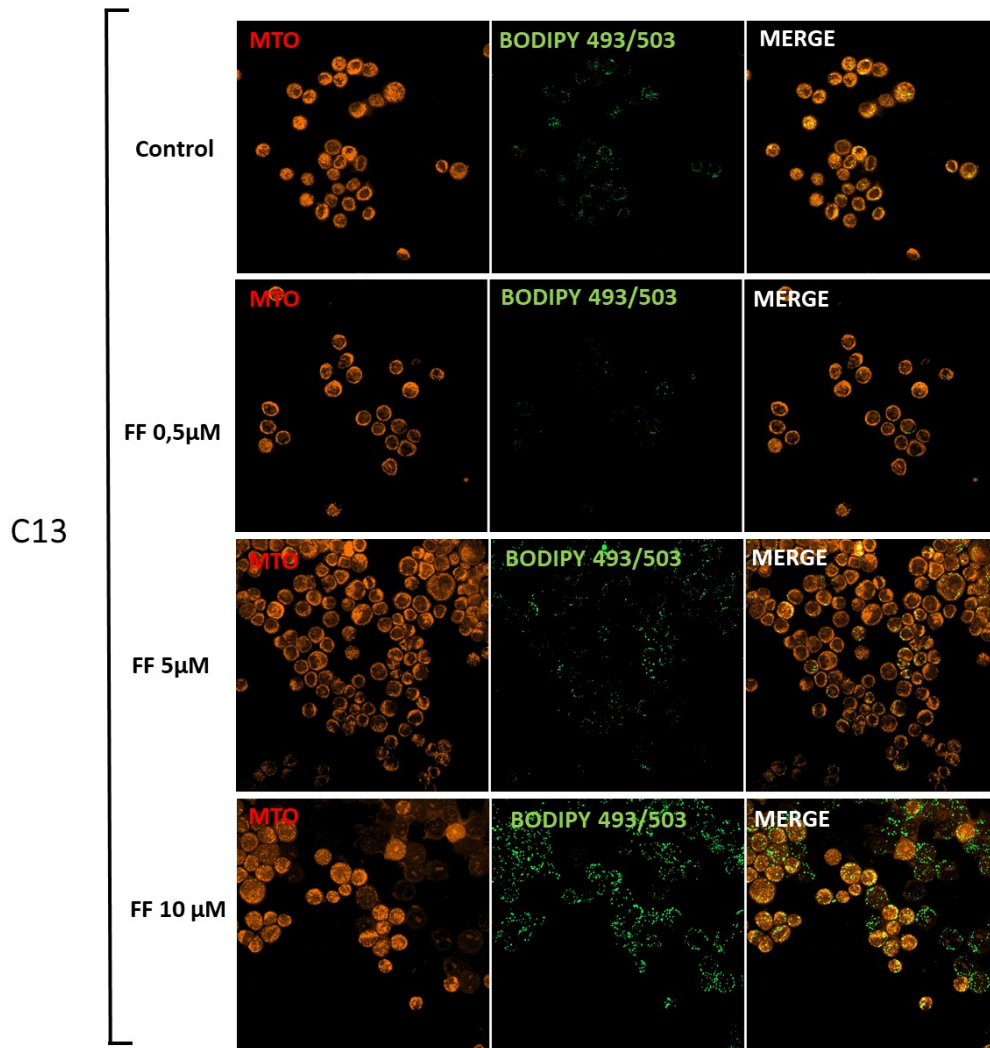 MTO BODIPY 493/503 MERGE
Control
MTO BODIPY 493/503 MERGE
FF 0,5µM
C13
MTO BODIPY 493/503 MERGE
FF 5µM
MTO BODIPY 493/503 MERGE
FF 10 µM